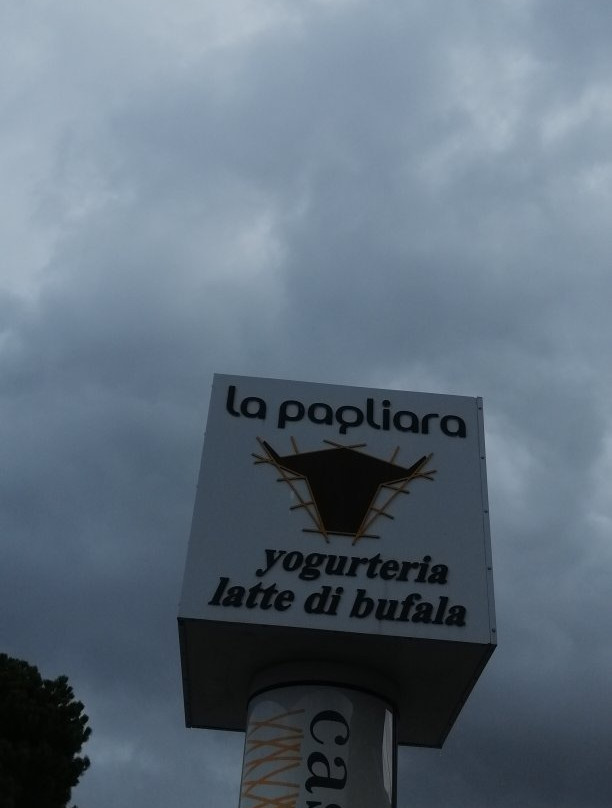 la pagliara
yogurteria
latte di bufala